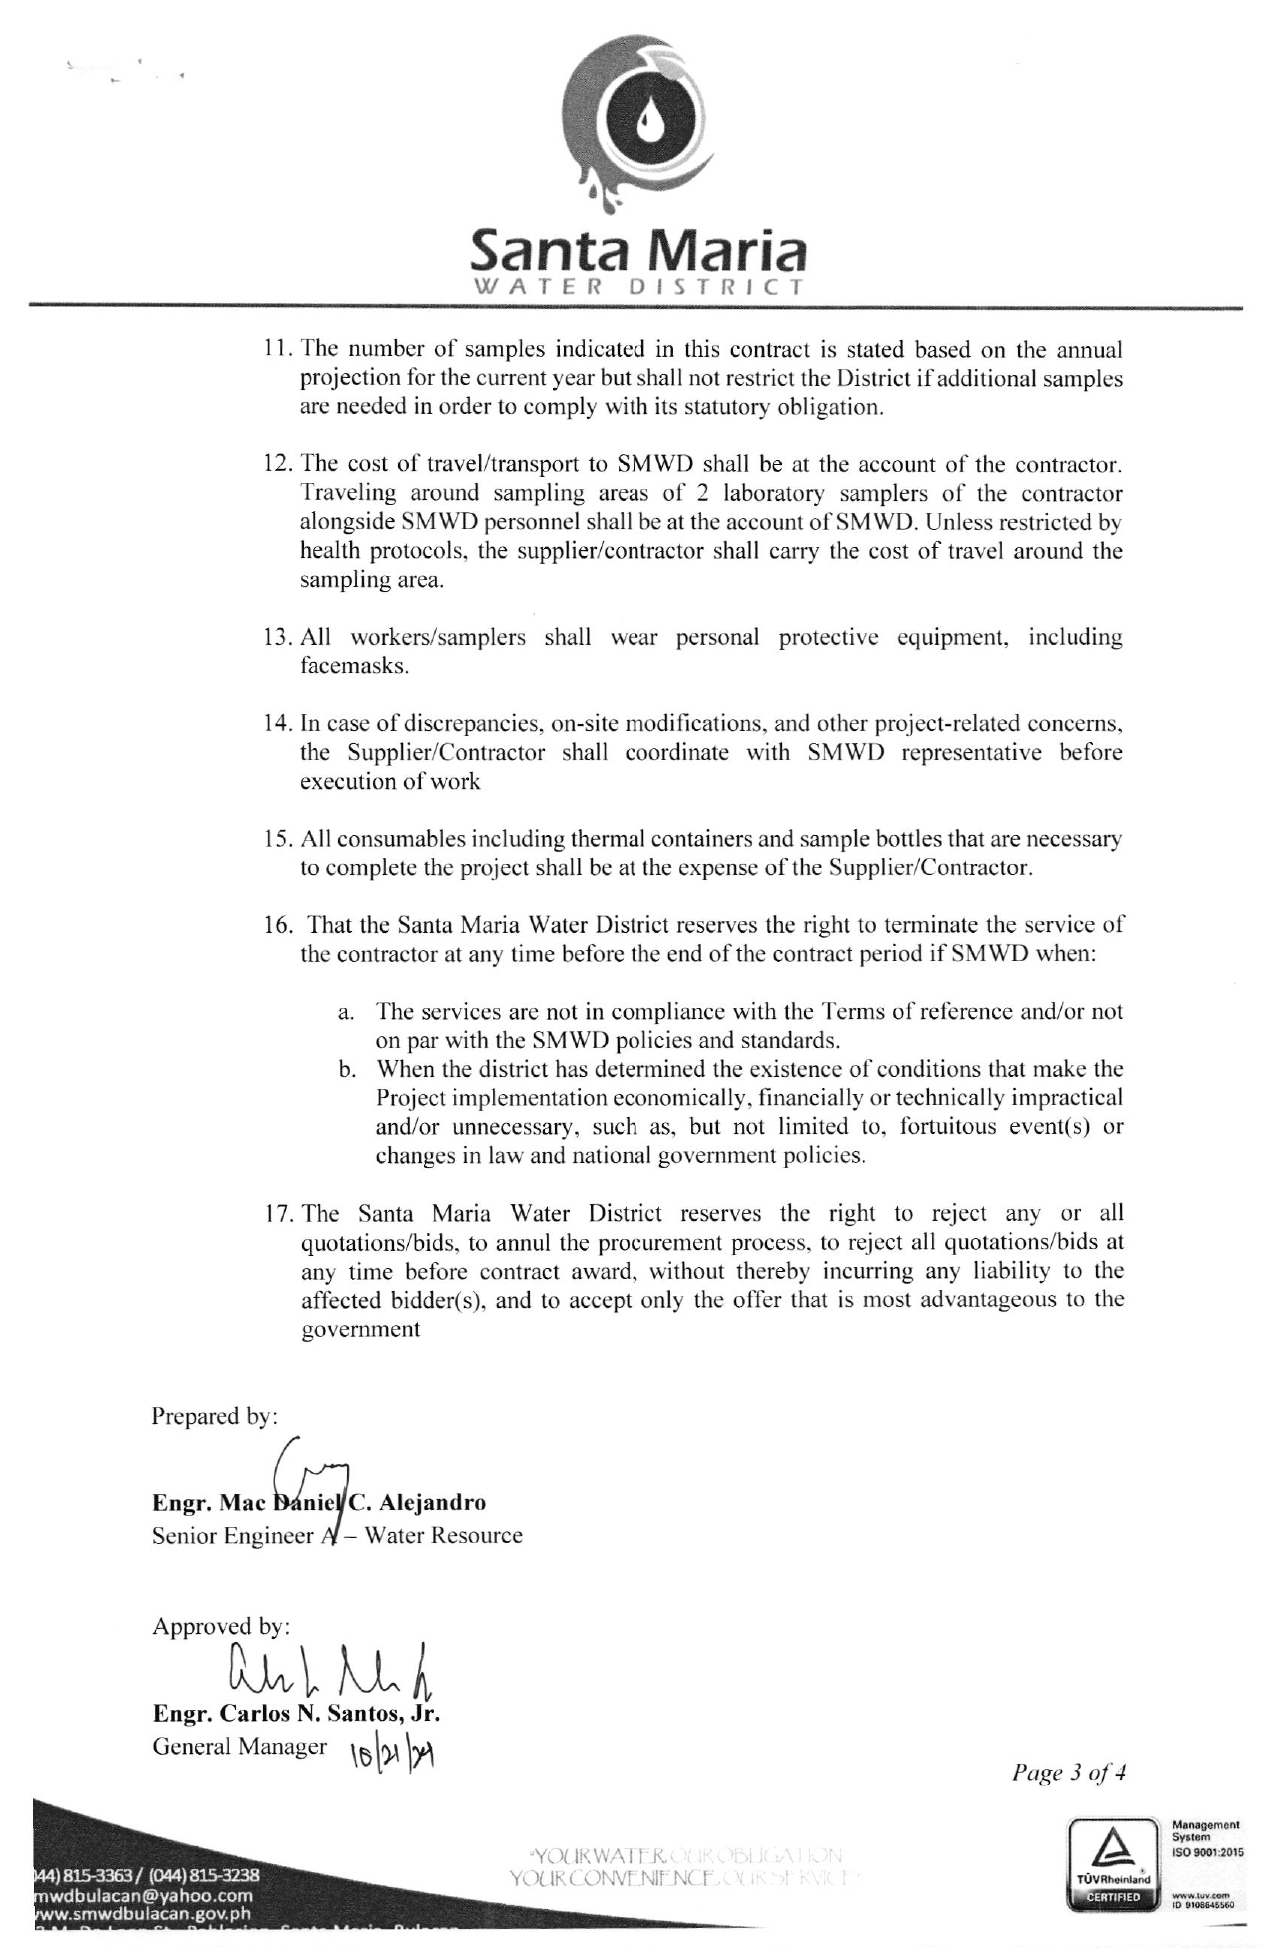 Santa Maria
WATER DISTRICT
11. The number of samples indicated in this contract is stated based on the annual
projection for the current year but shall not restrict the District if additional samples
are needed in order to comply with its statutory obligation.
12. The cost of travel/transport to SMWD shall be at the account of the contractor.
Traveling around sampling areas of 2 laboratory samplers of the contractor
alongside SMWD personnel shall be at the account of SMWD. Unless restricted by
health protocols, the supplier/contractor shall carry the cost of travel around the
sampling area.
13. All workers/samplers shall wear personal protective equipment, including
facemasks.
14. In case of discrepancies, on-site modifications, and other project-related concerns,
the Supplier/Contractor shall coordinate with SMWD representative before
execution of work
15. All consumables including thermal containers and sample bottles that are necessary
to complete the project shall be at the expense of the Supplier/Contractor.
16. That the Santa Maria Water District reserves the right to terminate the service of
the contractor at any time before the end of the contract period if SMWD when:
a. The services are not in compliance with the Terms of reference and/or not
on par with the SMWD policies and standards.
b. When the district has determined the existence of conditions that make the
Project implementation economically, financially or technically impractical
and/or unnecessary, such as, but not limited to, fortuitous event(s) or
changes in law and national government policies.
17. The Santa Maria Water District reserves the right to reject any or all
quotations/bids, to annul the procurement process, to reject all quotations/bids at
any time before contract award, without thereby incurring any liability to the
affected bidder(s), and to accept only the offer that is most advantageous to the
government
Prepared by:
Engr. Mac Daniel C. Alejandro
Senior Engineer A – Water Resource
Approved by:
Engr. Carlos N. Santos, Jr.
General Manager 10/21/24
Page 3 of 4
44) 815-3363 / (044) 815-3238
mwdbulacan@yahoo.com
ww.smwdbulacan.gov.ph
"YOUR WATER OUR OBLIGATION
YOUR CONVENIENCE OUR SERVICE"
TÜVRheinland
CERTIFIED
Management
System
ISO 9001:2015
www.tuv.com
ID 9108645560